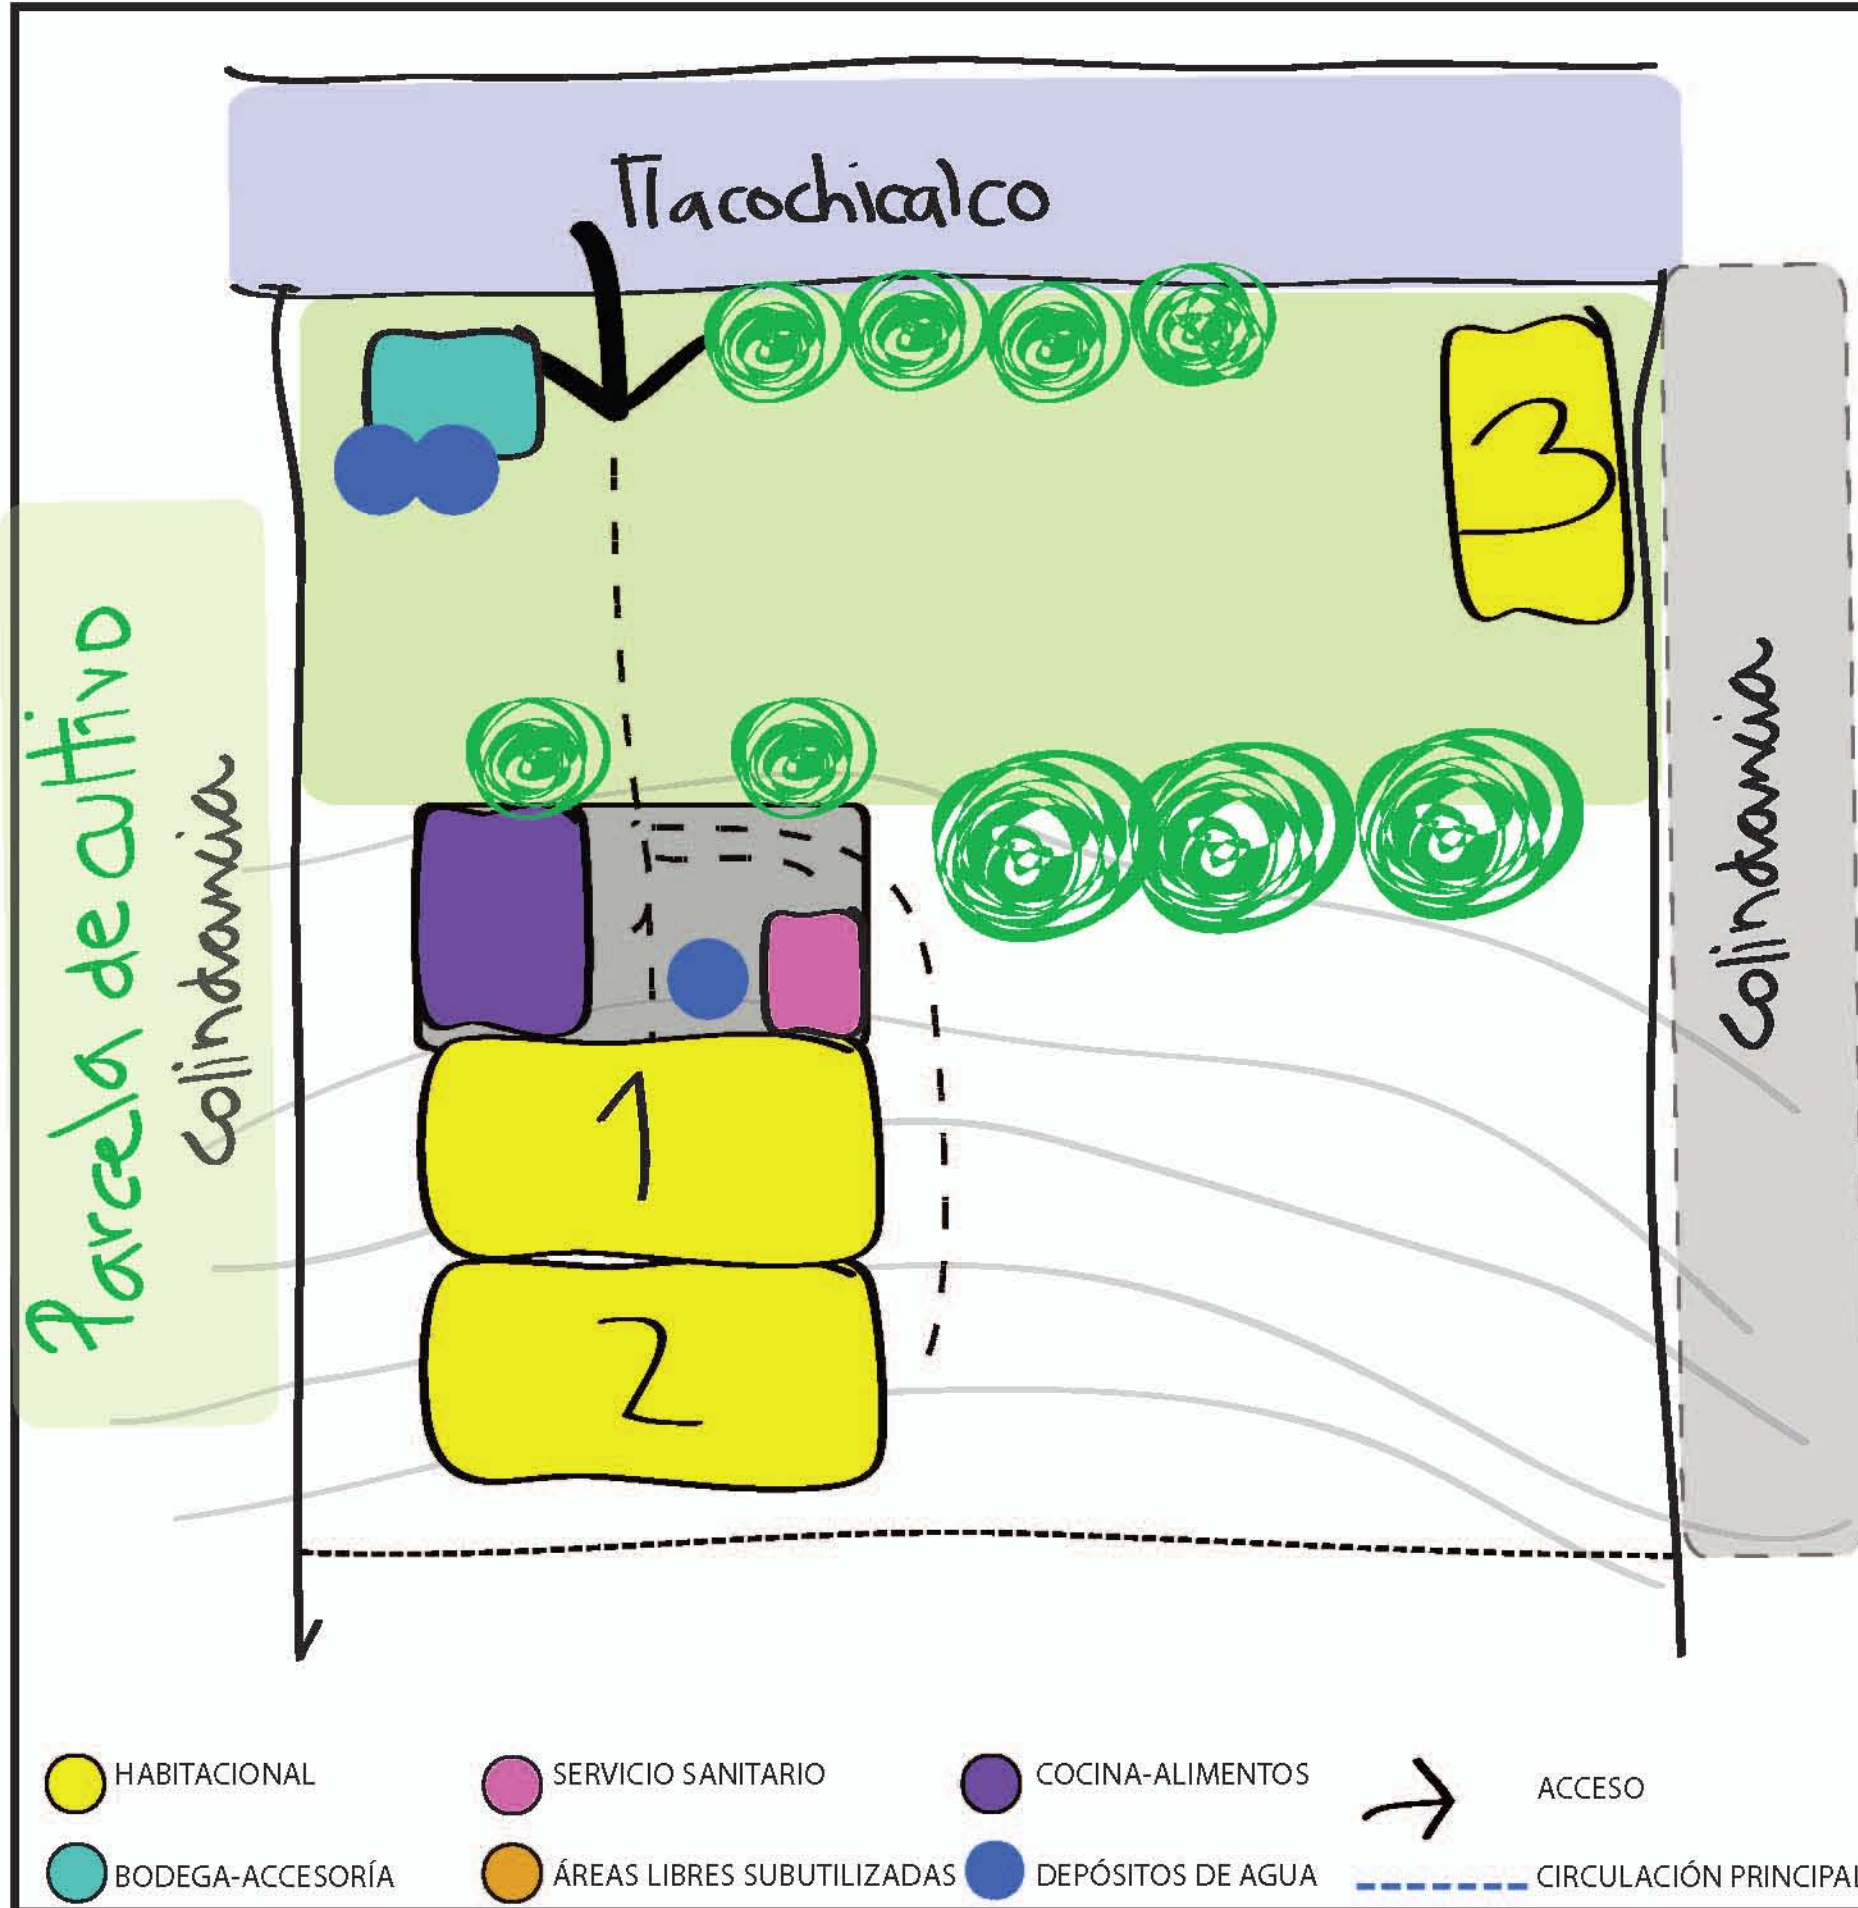 Tlacochicalco
3
Parcela de cultivo
Colindancia
Colindancia
1
1
2
HABITACIONAL
SERVICIO SANITARIO
COCINA-ALIMENTOS
ACCESO
BODEGA-ACCESORÍA
ÁREAS LIBRES SUBUTILIZADAS
DEPÓSITOS DE AGUA
CIRCULACIÓN PRINCIPAL